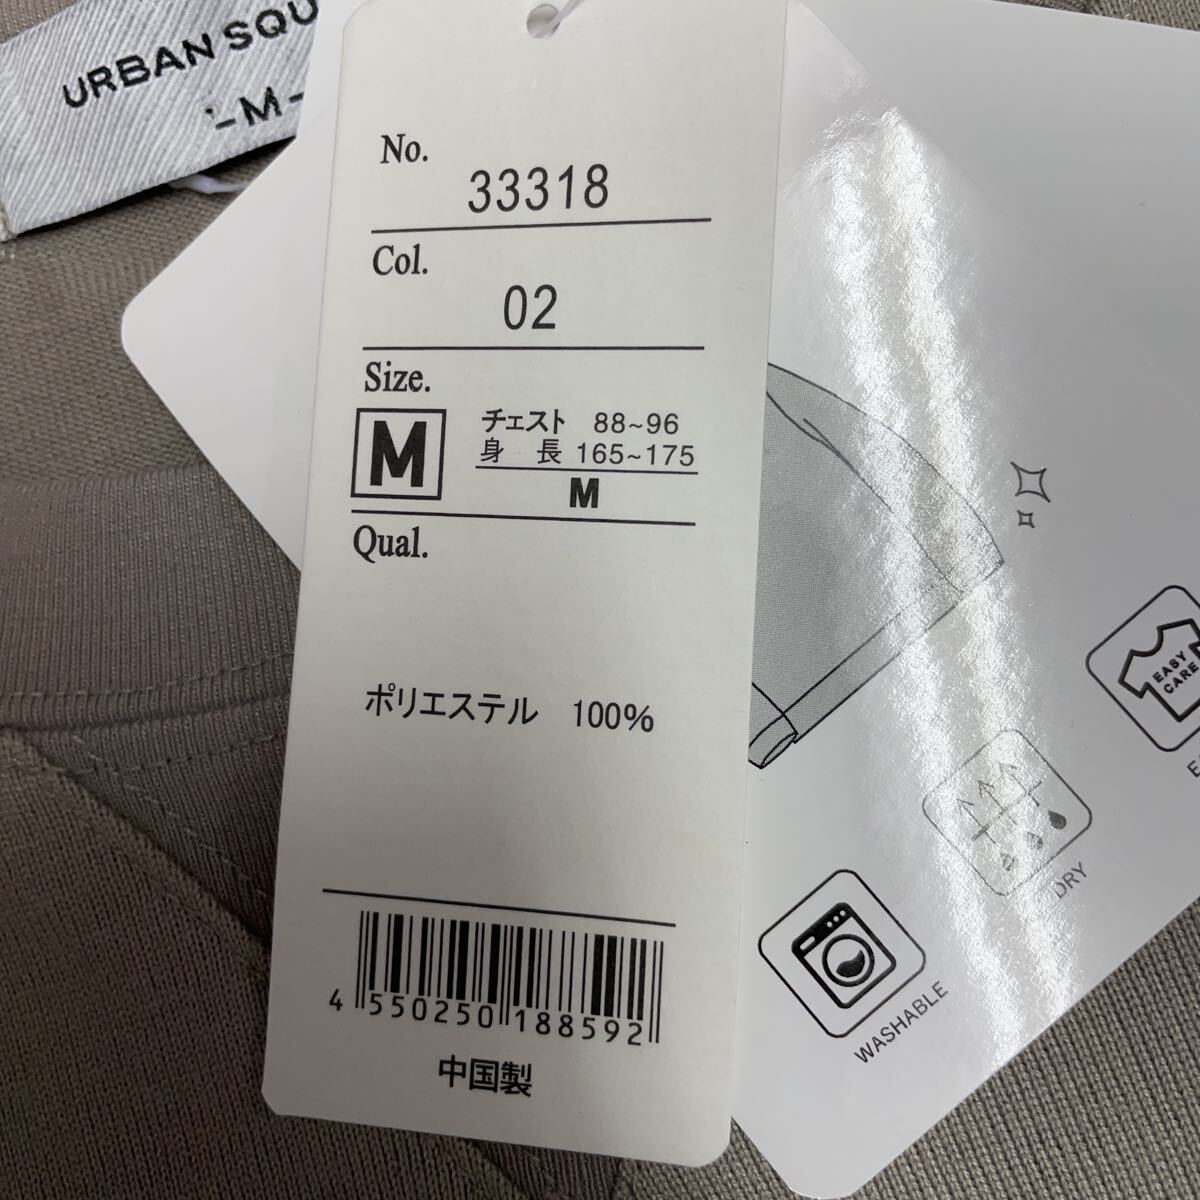 URBAN SQU
-M-
No.
33318
Col.
02
Size.
M
チェスト 88~96
身 長 165~175
M
Qual.
ポリエステル 100%
4 550250 188592
中国製
EASY
CARE
DRY
WASHABLE